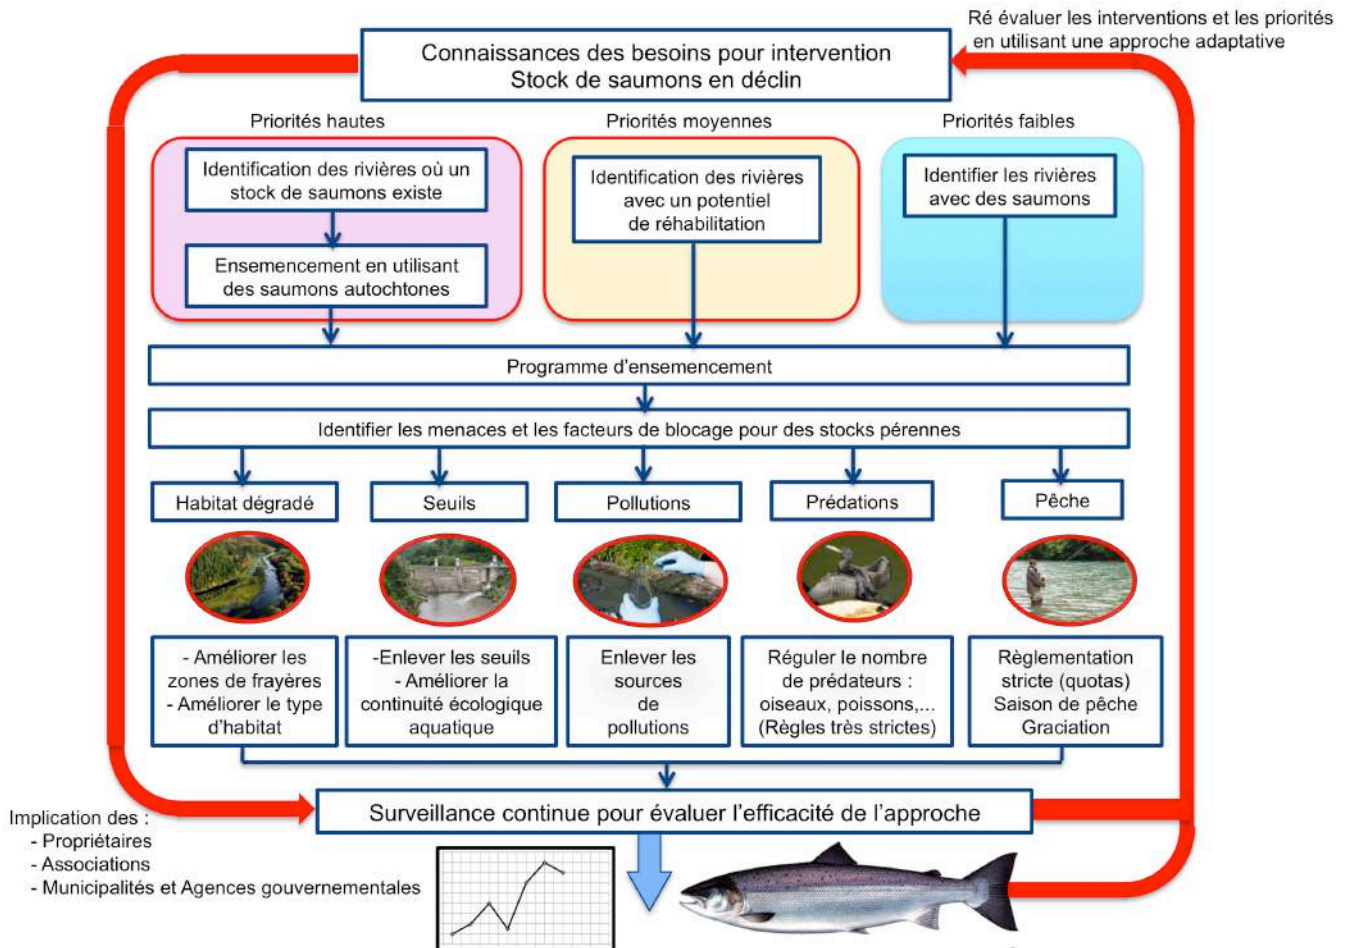 Ré évaluer les interventions et les priorités
en utilisant une approche adaptative
Connaissances des besoins pour intervention
Stock de saumons en déclin
Priorités hautes
Priorités moyennes
Priorités faibles
Identification des rivières où un
stock de saumons existe
Identification des rivières
avec un potentiel
de réhabilitation
Identifier les rivières
avec des saumons
Ensemencement en utilisant
des saumons autochtones
Programme d'ensemencement
Identifier les menaces et les facteurs de blocage pour des stocks pérennes
Habitat dégradé
Seuils
Pollutions
Prédations
Pêche
- Améliorer les
zones de frayères
- Améliorer le type
d'habitat
-Enlever les seuils
- Améliorer la
continuité écologique
aquatique
Enlever les
sources
de
pollutions
Réguler le nombre
de prédateurs :
oiseaux, poissons,...
(Règles très strictes)
Règlementation
stricte (quotas)
Saison de pêche
Graciation
Surveillance continue pour évaluer l'efficacité de l'approche
Implication des :
- Propriétaires
- Associations
- Municipalités et Agences gouvernementales